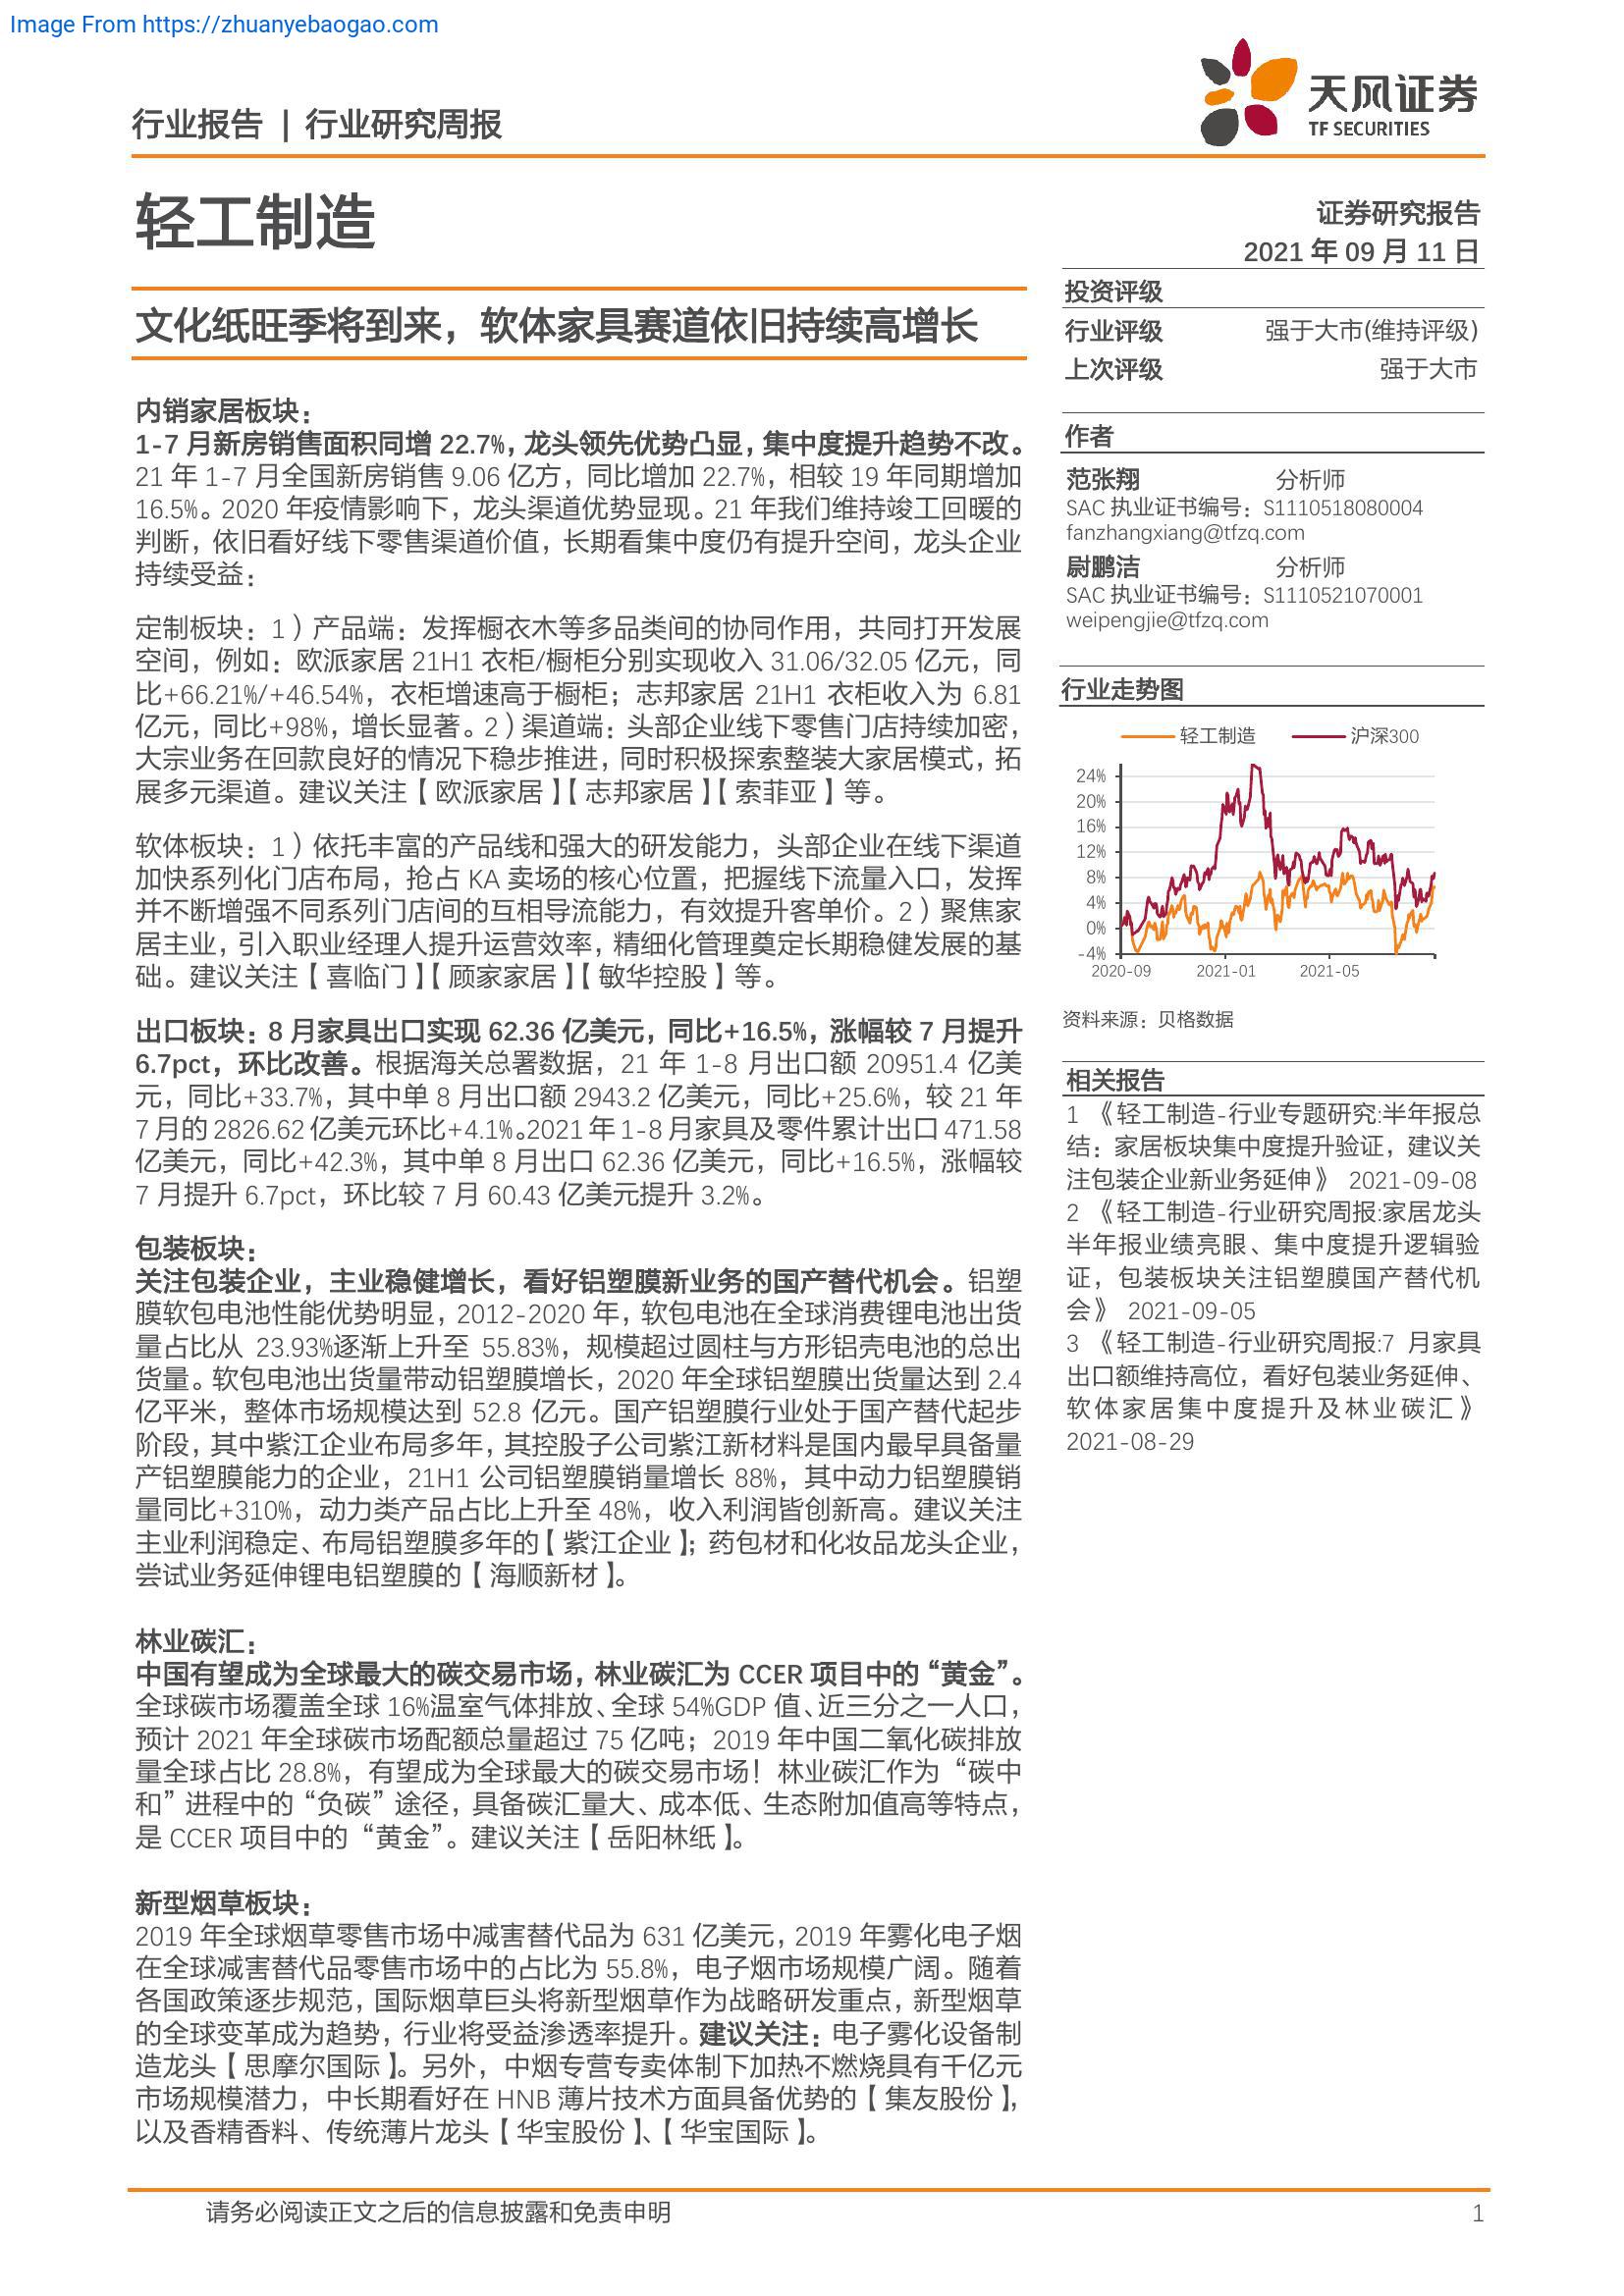 Image From https://zhuanyebaogao.com
行业报告 | 行业研究周报
天风证券
TF SECURITIES
轻工制造
证券研究报告
2021 年 09 月 11 日
文化纸旺季将到来，软体家具赛道依旧持续高增长
内销家居板块：
1-7 月新房销售面积同增 22.7%，龙头领先优势凸显，集中度提升趋势不改。
21 年 1-7 月全国新房销售 9.06 亿方，同比增加 22.7%，相较 19 年同期增加
16.5%。2020 年疫情影响下，龙头渠道优势显现。21 年我们维持竣工回暖的
判断，依旧看好线下零售渠道价值，长期看集中度仍有提升空间，龙头企业
持续受益：
定制板块：1）产品端：发挥橱衣木等多品类间的协同作用，共同打开发展
空间，例如：欧派家居 21H1 衣柜/橱柜分别实现收入 31.06/32.05 亿元，同
比+66.21%/+46.54%，衣柜增速高于橱柜；志邦家居 21H1 衣柜收入为 6.81
亿元，同比+98%，增长显著。2）渠道端：头部企业线下零售门店持续加密，
大宗业务在回款良好的情况下稳步推进，同时积极探索整装大家居模式，拓
展多元渠道。建议关注【欧派家居】【志邦家居】【索菲亚】等。
软体板块：1）依托丰富的产品线和强大的研发能力，头部企业在线下渠道
加快系列化门店布局，抢占 KA 卖场的核心位置，把握线下流量入口，发挥
并不断增强不同系列门店间的互相导流能力，有效提升客单价。2）聚焦家
居主业，引入职业经理人提升运营效率，精细化管理奠定长期稳健发展的基
础。建议关注【喜临门】【顾家家居】【敏华控股】等。
出口板块：8 月家具出口实现 62.36 亿美元，同比+16.5%，涨幅较 7 月提升
6.7pct，环比改善。根据海关总署数据，21 年 1-8 月出口额 20951.4 亿美
元，同比+33.7%，其中单 8 月出口额 2943.2 亿美元，同比+25.6%，较 21 年
7 月的 2826.62 亿美元环比+4.1%。2021 年 1-8 月家具及零件累计出口 471.58
亿美元，同比+42.3%，其中单 8 月出口 62.36 亿美元，同比+16.5%，涨幅较
7 月提升 6.7pct，环比较 7 月 60.43 亿美元提升 3.2%。
包装板块：
关注包装企业，主业稳健增长，看好铝塑膜新业务的国产替代机会。铝塑
膜软包电池性能优势明显，2012-2020 年，软包电池在全球消费锂电池出货
量占比从 23.93%逐渐上升至 55.83%，规模超过圆柱与方形铝壳电池的总出
货量。软包电池出货量带动铝塑膜增长，2020 年全球铝塑膜出货量达到 2.4
亿平米，整体市场规模达到 52.8 亿元。国产铝塑膜行业处于国产替代起步
阶段，其中紫江企业布局多年，其控股子公司紫江新材料是国内最早具备量
产铝塑膜能力的企业，21H1 公司铝塑膜销量增长 88%，其中动力铝塑膜销
量同比+310%，动力类产品占比上升至 48%，收入利润皆创新高。建议关注
主业利润稳定、布局铝塑膜多年的【紫江企业】；药包材和化妆品龙头企业，
尝试业务延伸锂电铝塑膜的【海顺新材】。
林业碳汇：
中国有望成为全球最大的碳交易市场，林业碳汇为 CCER 项目中的“黄金”。
全球碳市场覆盖全球 16%温室气体排放、全球 54%GDP 值、近三分之一人口，
预计 2021 年全球碳市场配额总量超过 75 亿吨；2019 年中国二氧化碳排放
量全球占比 28.8%，有望成为全球最大的碳交易市场！林业碳汇作为“碳中
和”进程中的“负碳”途径，具备碳汇量大、成本低、生态附加值高等特点，
是 CCER 项目中的“黄金”。建议关注【岳阳林纸】。
新型烟草板块：
2019 年全球烟草零售市场中减害替代品为 631 亿美元，2019 年雾化电子烟
在全球减害替代品零售市场中的占比为 55.8%，电子烟市场规模广阔。随着
各国政策逐步规范，国际烟草巨头将新型烟草作为战略研发重点，新型烟草
的全球变革成为趋势，行业将受益渗透率提升。建议关注：电子雾化设备制
造龙头【思摩尔国际】。另外，中烟专营专卖体制下加热不燃烧具有千亿元
市场规模潜力，中长期看好在 HNB 薄片技术方面具备优势的【集友股份】，
以及香精香料、传统薄片龙头【华宝股份】、【华宝国际】。
投资评级
行业评级 强于大市(维持评级)
上次评级 强于大市
作者
范张翔 分析师
SAC 执业证书编号：S1110518080004
fanzhangxiang@tfzq.com
尉鹏洁 分析师
SAC 执业证书编号：S1110521070001
weipengjie@tfzq.com
行业走势图
轻工制造 沪深300
24%
20%
16%
12%
8%
4%
0%
-4%
2020-09 2021-01 2021-05
资料来源：贝格数据
相关报告
1 《轻工制造-行业专题研究:半年报总
结：家居板块集中度提升验证，建议关
注包装企业新业务延伸》 2021-09-08
2 《轻工制造-行业研究周报:家居龙头
半年报业绩亮眼、集中度提升逻辑验
证，包装板块关注铝塑膜国产替代机
会》 2021-09-05
3 《轻工制造-行业研究周报:7 月家具
出口额维持高位，看好包装业务延伸、
软体家居集中度提升及林业碳汇》
2021-08-29
请务必阅读正文之后的信息披露和免责申明 1